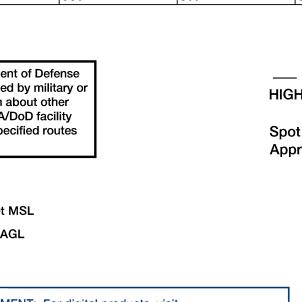 ent of Defense
ed by military or
about other
A/DoD facility
pecified routes
HIGH
Spot
Appr
t MSL
AGL
For digital products, visit